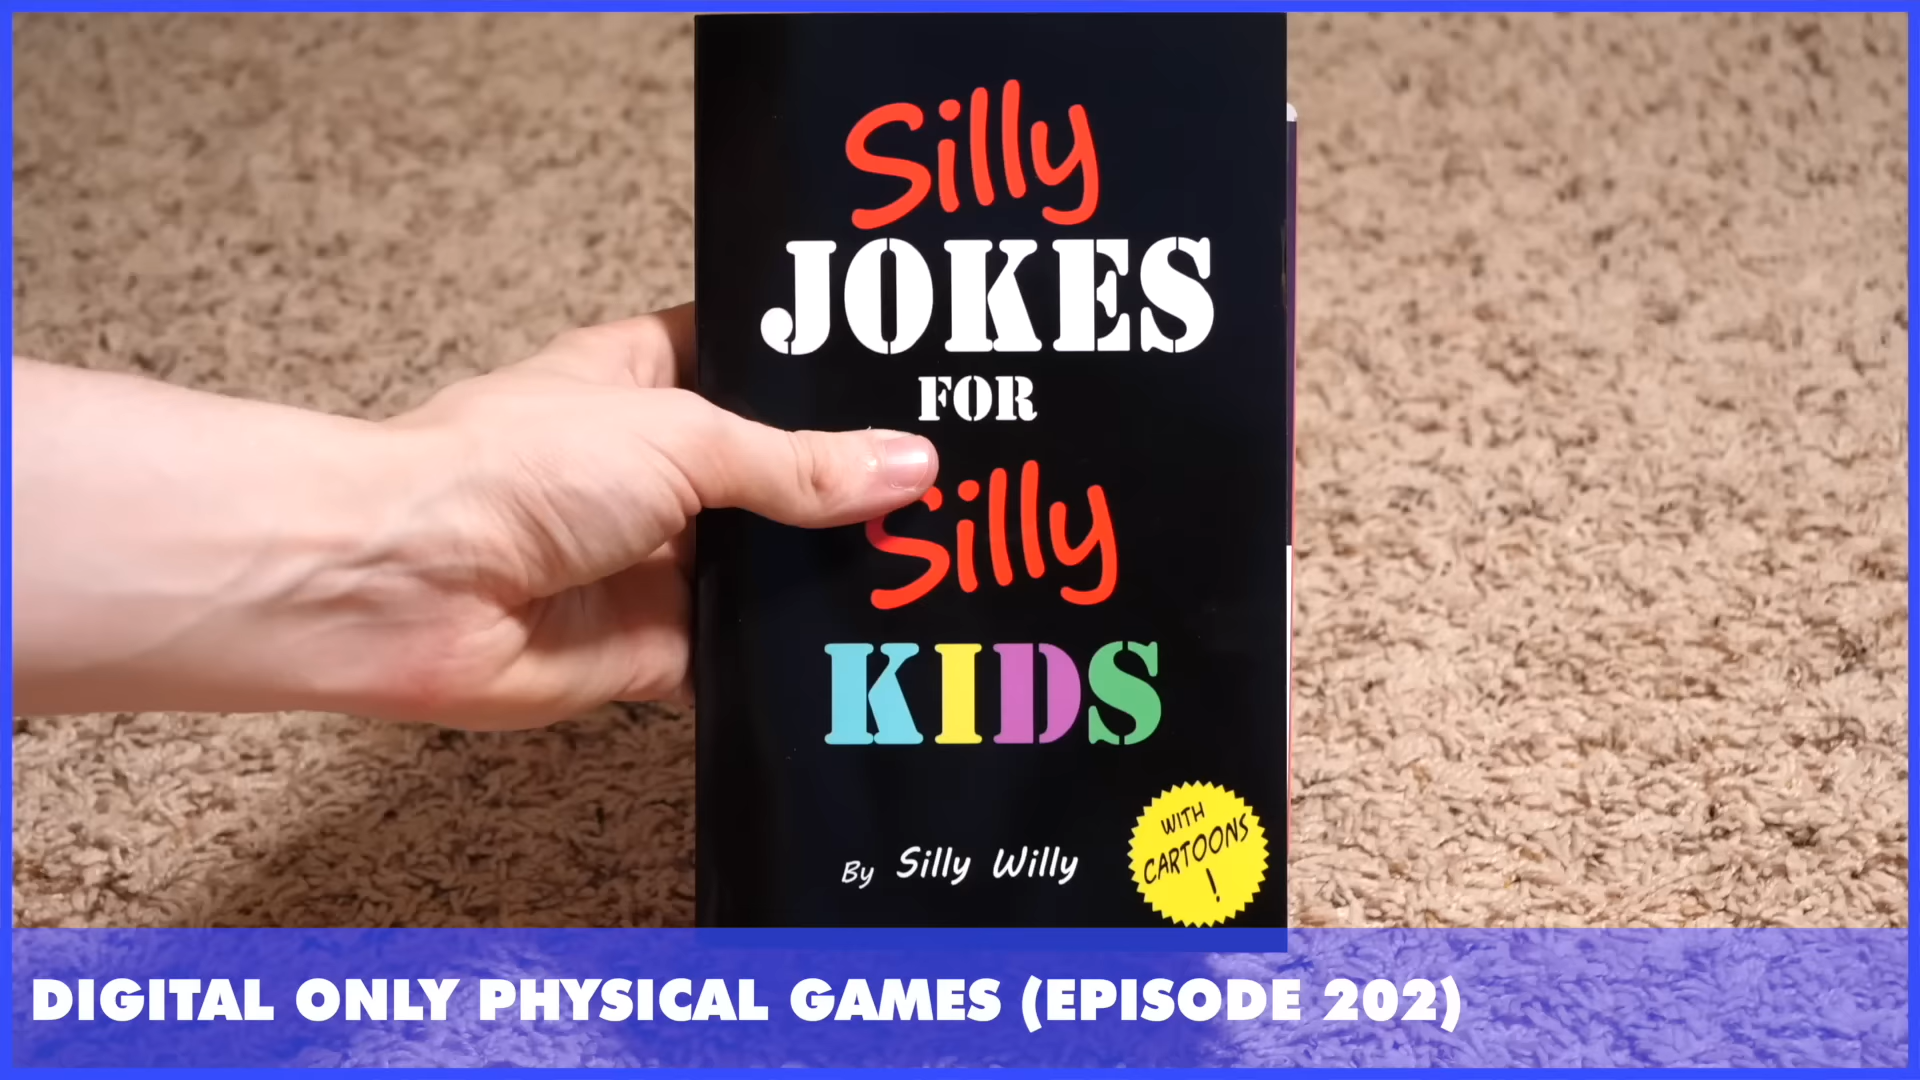 Silly
JOKES
FOR
Silly
KIDS
By Silly Willy
WITH
CARTOONS
!
DIGITAL ONLY PHYSICAL GAMES (EPISODE 202)